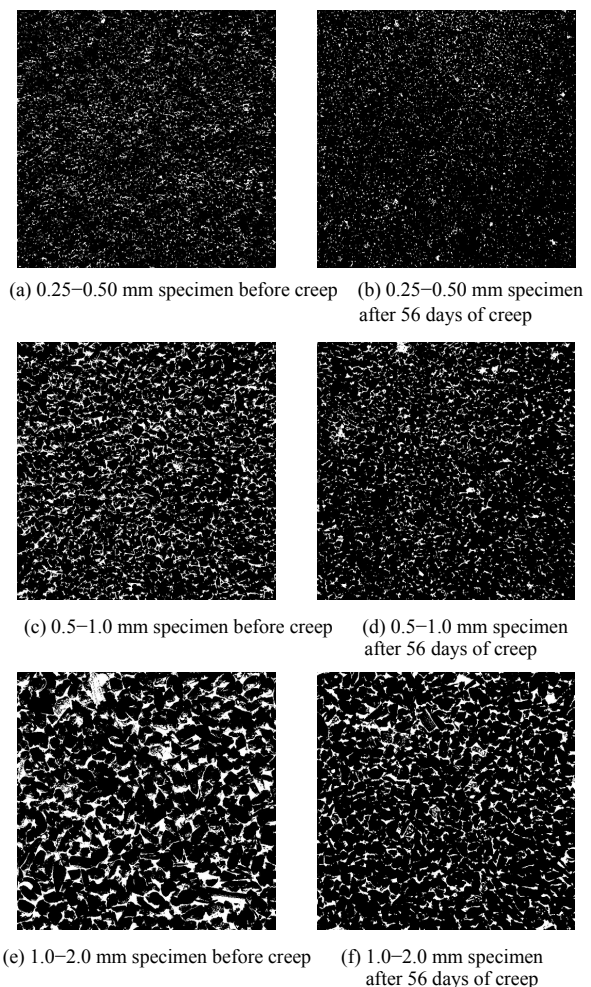 (a) 0.25−0.50 mm specimen before creep
(b) 0.25−0.50 mm specimen
after 56 days of creep
(c) 0.5−1.0 mm specimen before creep
(d) 0.5−1.0 mm specimen
after 56 days of creep
(e) 1.0−2.0 mm specimen before creep
(f) 1.0−2.0 mm specimen
after 56 days of creep